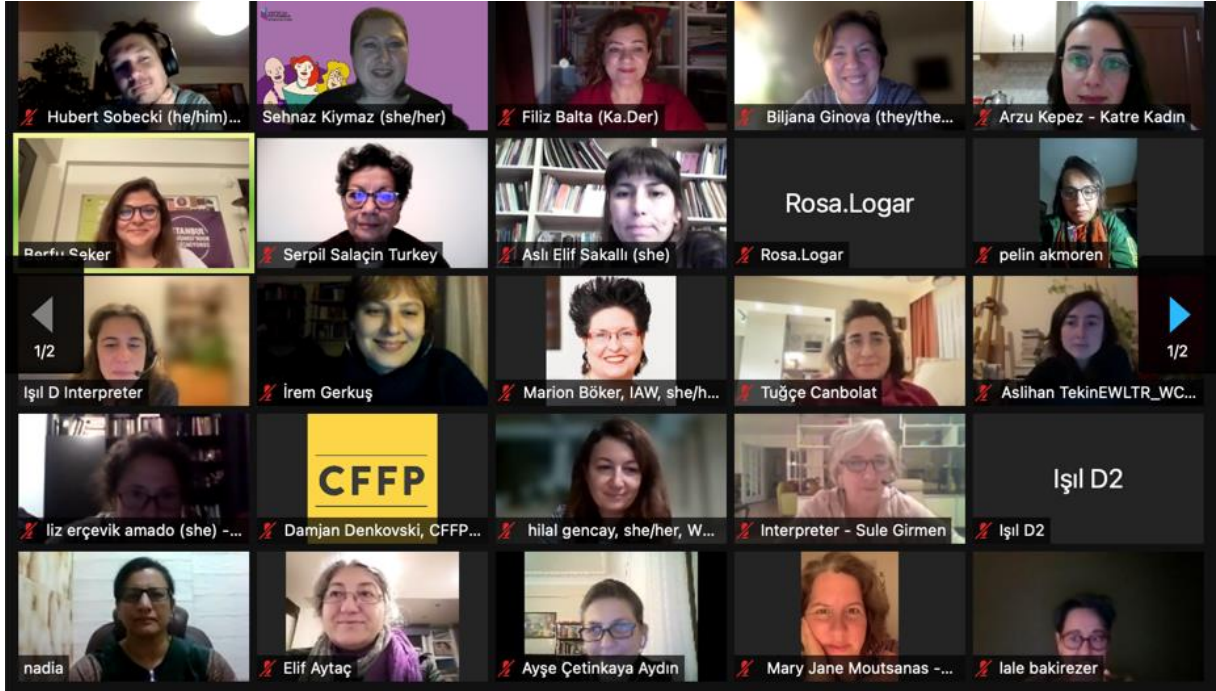 Hubert Sobecki (he/him)...
Sehnaz Kiymaz (she/her)
Filiz Balta (Ka.Der)
Biljana Ginova (they/the...
Arzu Kepez - Katre Kadın
Berfu Şeker
Serpil Salaçin Turkey
Aslı Elif Sakallı (she)
Rosa.Logar
Rosa.Logar
pelin akmoren
1/2
Işıl D Interpreter
İrem Gerkuş
Marion Böker, IAW, she/h...
Tuğçe Canbolat
Aslihan TekinEWLTR_WC...
1/2
liz erçevik amado (she) -...
CFFP
Damjan Denkovski, CFFP...
hilal gencay, she/her, W...
Interpreter - Sule Girmen
Işıl D2
Işıl D2
nadia
Elif Aytaç
Ayşe Çetinkaya Aydın
Mary Jane Moutsanas -...
lale bakirezer